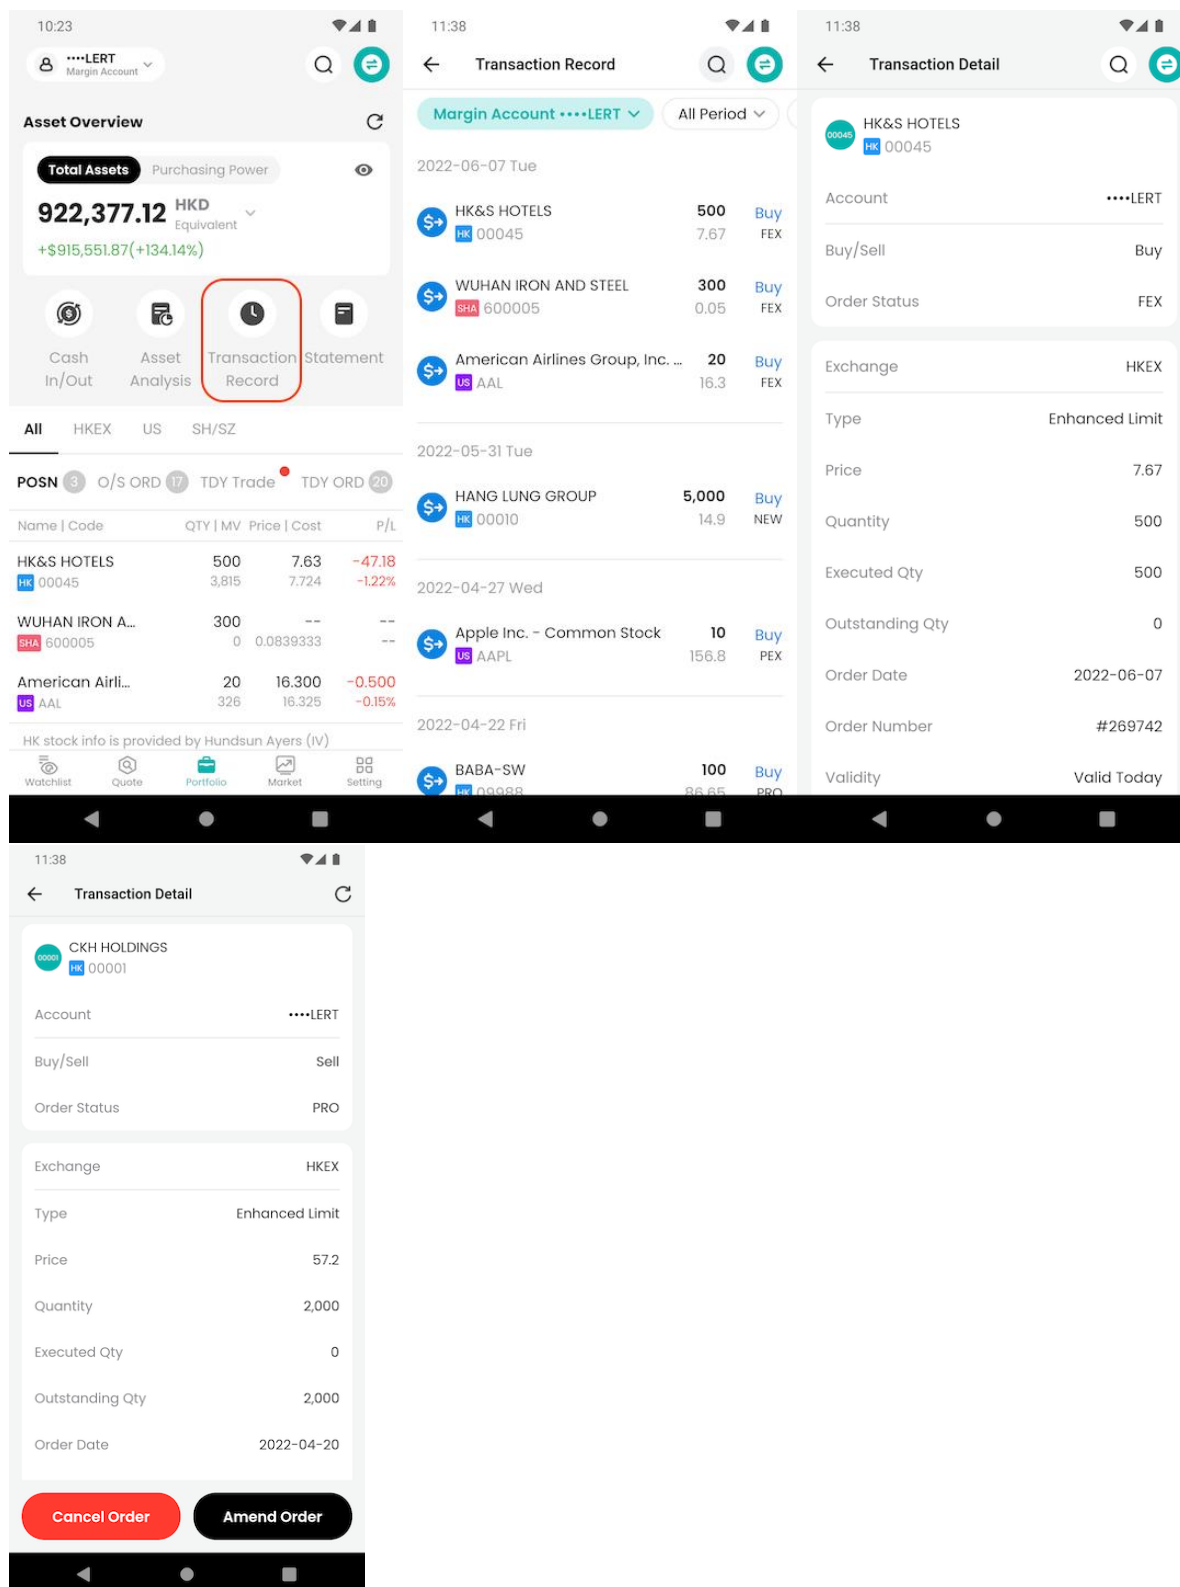 10:23
••••LERT
Margin Account
Asset Overview
Total Assets Purchasing Power
922,377.12 HKD
Equivalent
+$915,551.87(+134.14%)
Cash In/Out
Asset Analysis
Transaction Record
Statement
All HKEX US SH/SZ
POSN 3 O/S ORD 17 TDY Trade TDY ORD 20
Name | Code QTY | MV Price | Cost P/L
HK&S HOTELS 500 7.63 -47.18
HK 00045 3,815 7.724 -1.22%
WUHAN IRON A... 300 -- --
SHA 600005 0 0.0839333 --
American Airli... 20 16.300 -0.500
US AAL 326 16.325 -0.15%
HK stock info is provided by Hundsun Ayers (IV)
Watchlist Quote Portfolio Market Setting
11:38
Transaction Record
Margin Account ••••LERT All Period
2022-06-07 Tue
HK&S HOTELS 500 Buy
HK 00045 7.67 FEX
WUHAN IRON AND STEEL 300 Buy
SHA 600005 0.05 FEX
American Airlines Group, Inc. ... 20 Buy
US AAL 16.3 FEX
2022-05-31 Tue
HANG LUNG GROUP 5,000 Buy
HK 00010 14.9 NEW
2022-04-27 Wed
Apple Inc. - Common Stock 10 Buy
US AAPL 156.8 PEX
2022-04-22 Fri
BABA-SW 100 Buy
HK 09988 86.65 PRO
11:38
Transaction Detail
00045 HK&S HOTELS
HK 00045
Account ••••LERT
Buy/Sell Buy
Order Status FEX
Exchange HKEX
Type Enhanced Limit
Price 7.67
Quantity 500
Executed Qty 500
Outstanding Qty 0
Order Date 2022-06-07
Order Number #269742
Validity Valid Today
11:38
Transaction Detail
00001 CKH HOLDINGS
HK 00001
Account ••••LERT
Buy/Sell Sell
Order Status PRO
Exchange HKEX
Type Enhanced Limit
Price 57.2
Quantity 2,000
Executed Qty 0
Outstanding Qty 2,000
Order Date 2022-04-20
Cancel Order Amend Order